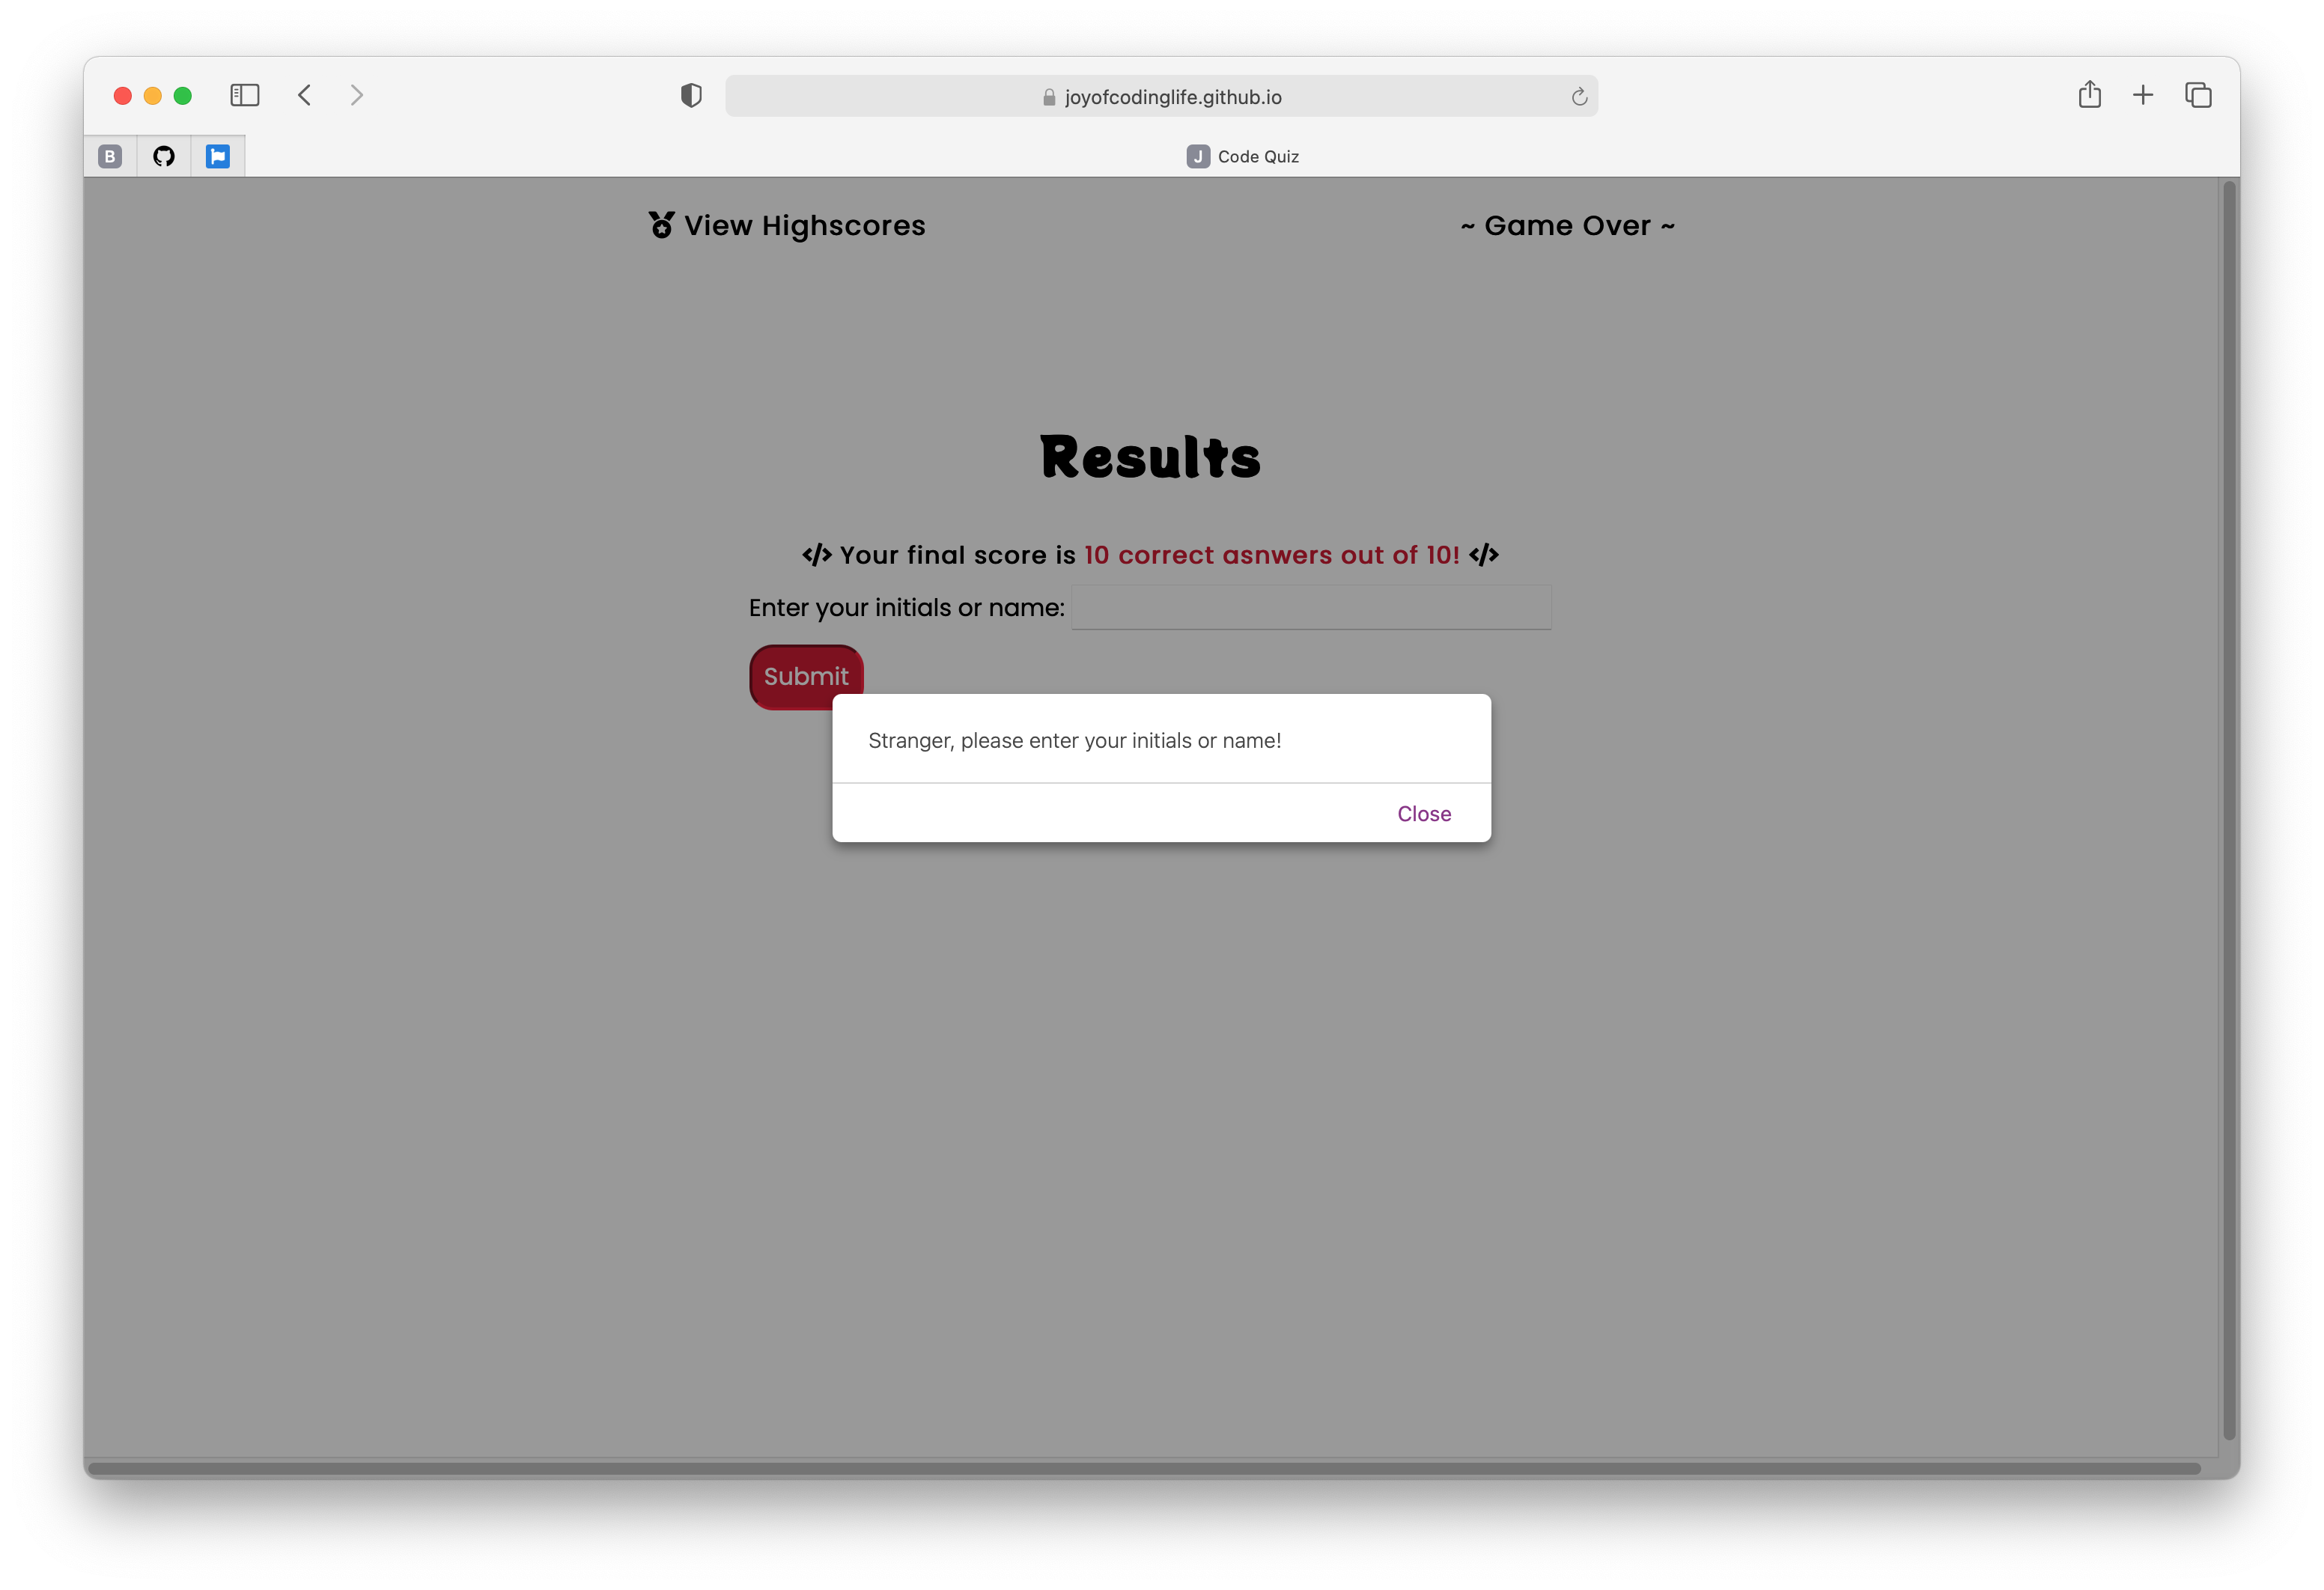 joyofcodinglife.github.io
B
J Code Quiz
View Highscores
~ Game Over ~
Results
</> Your final score is 10 correct asnwers out of 10! </>
Enter your initials or name:
Submit
Stranger, please enter your initials or name!
Close